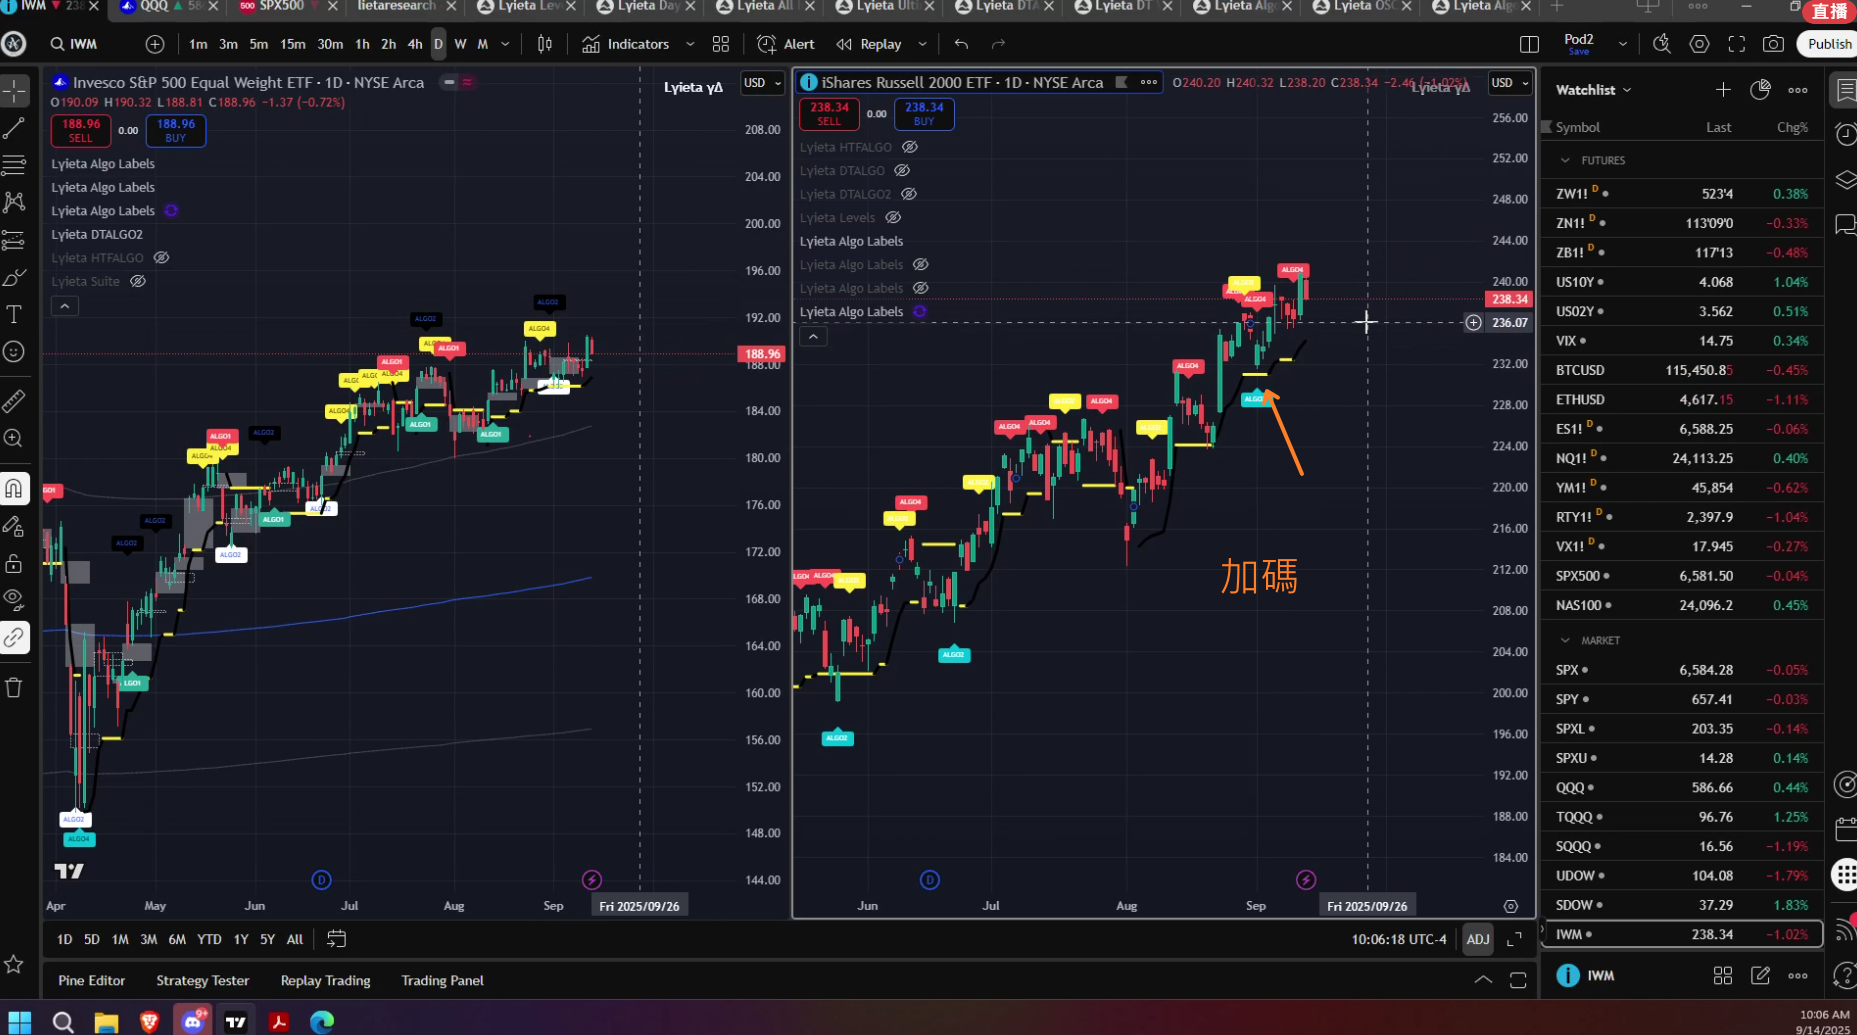 IWM
QQQ
SPX500
lietaresearch
直播
IWM
1m 3m 5m 15m 30m 1h 2h 4h D W M
Indicators
Alert
Replay
Pod2
Save
Publish
Invesco S&P 500 Equal Weight ETF · 1D · NYSE Arca
O190.09 H190.32 L188.81 C188.96 −1.37 (−0.72%)
188.96
SELL
0.00
188.96
BUY
Lyieta Algo Labels
Lyieta Algo Labels
Lyieta Algo Labels
Lyieta DTALGO2
Lyieta HTFALGO
Lyieta Suite
Lyieta γΔ
USD
208.00
204.00
200.00
196.00
192.00
188.96
188.00
184.00
180.00
176.00
172.00
168.00
164.00
160.00
156.00
152.00
148.00
144.00
Apr May Jun Jul Aug Sep
Fri 2025/09/26
iShares Russell 2000 ETF · 1D · NYSE Arca
O240.20 H240.32 L238.20 C238.34 −2.46 (−1.02%)
Lyieta γΔ
USD
238.34
SELL
0.00
238.34
BUY
Lyieta HTFALGO
Lyieta DTALGO
Lyieta DTALGO2
Lyieta Levels
Lyieta Algo Labels
Lyieta Algo Labels
Lyieta Algo Labels
Lyieta Algo Labels
加碼
256.00
252.00
248.00
244.00
240.00
238.34
236.07
232.00
228.00
224.00
220.00
216.00
212.00
208.00
204.00
200.00
196.00
192.00
188.00
184.00
Jun Jul Aug Sep
Fri 2025/09/26
Watchlist
Symbol Last Chg%
FUTURES
ZW1! D 523'4 0.38%
ZN1! D 113'09'0 −0.33%
ZB1! D 117'13 −0.48%
US10Y 4.068 1.04%
US02Y 3.562 0.51%
VIX 14.75 0.34%
BTCUSD 115,450.85 −0.45%
ETHUSD 4,617.15 −1.11%
ES1! D 6,588.25 −0.06%
NQ1! D 24,113.25 0.40%
YM1! D 45,854 −0.62%
RTY1! D 2,397.9 −1.04%
VX1! D 17.945 −0.27%
SPX500 6,581.50 −0.04%
NAS100 24,096.2 0.45%
MARKET
SPX 6,584.28 −0.05%
SPY 657.41 −0.03%
SPXL 203.35 −0.14%
SPXU 14.28 0.14%
QQQ 586.66 0.44%
TQQQ 96.76 1.25%
SQQQ 16.56 −1.19%
UDOW 104.08 −1.79%
SDOW 37.29 1.83%
IWM 238.34 −1.02%
IWM
1D 5D 1M 3M 6M YTD 1Y 5Y All
10:06:18 UTC-4
ADJ
Pine Editor Strategy Tester Replay Trading Trading Panel
10:06 AM
9/14/2025